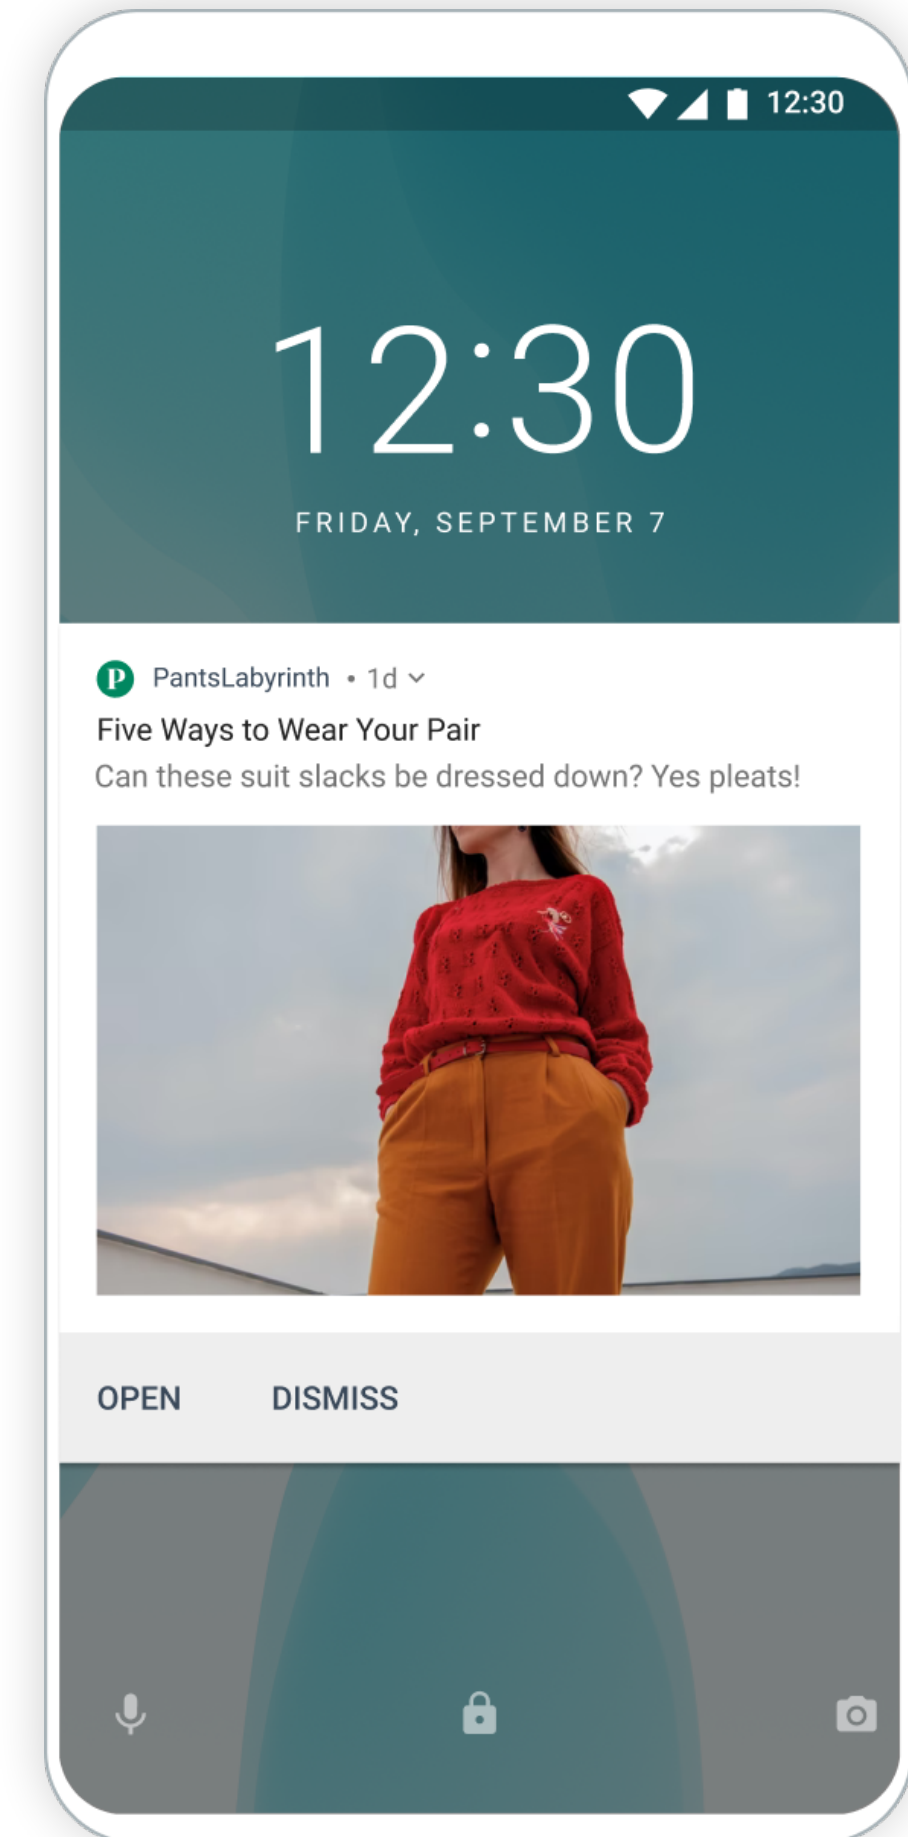 12:30
12:30
FRIDAY, SEPTEMBER 7
P PantsLabyrinth • 1d
Five Ways to Wear Your Pair
Can these suit slacks be dressed down? Yes pleats!
OPEN DISMISS